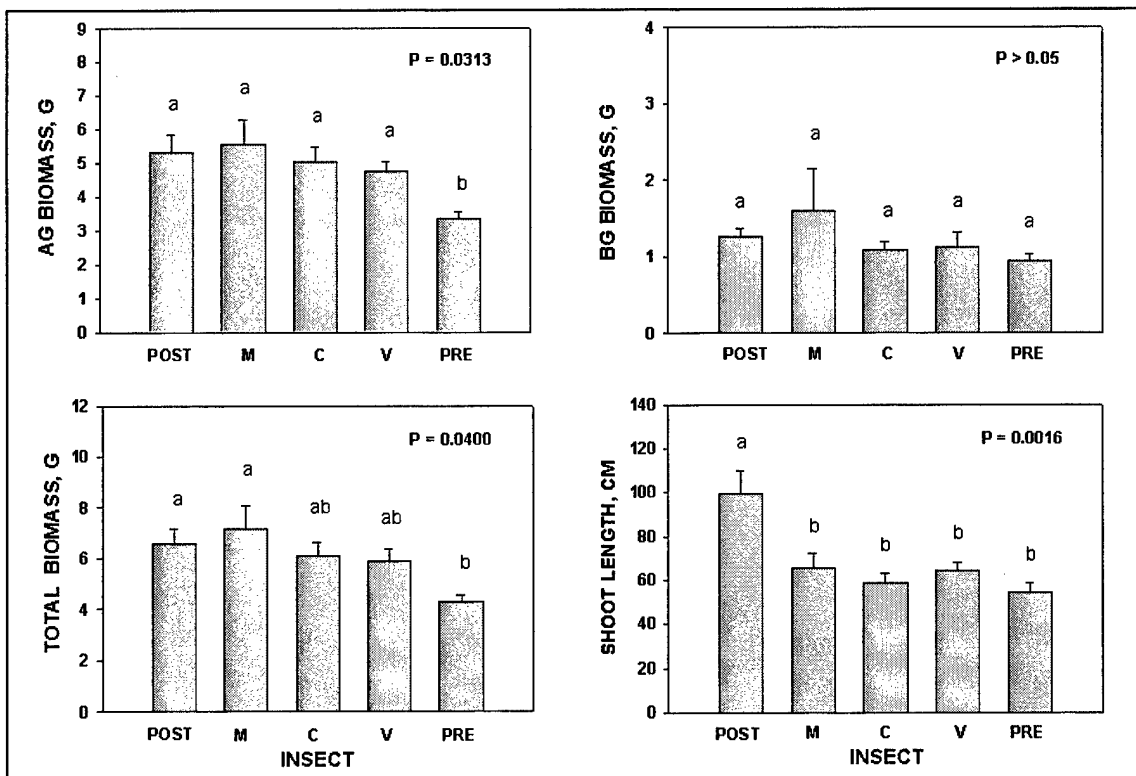 9
8
7
6
5
4
3
2
1
0
AG BIOMASS, G
P = 0.0313
a
a
a
a
b
POST M C V PRE
4
3
2
1
0
BG BIOMASS, G
P > 0.05
a
a
a
a
a
POST M C V PRE
12
10
8
6
4
2
0
TOTAL BIOMASS, G
P = 0.0400
a
a
ab
ab
b
POST M C V PRE
INSECT
140
120
100
80
60
40
20
0
SHOOT LENGTH, CM
P = 0.0016
a
b
b
b
b
POST M C V PRE
INSECT